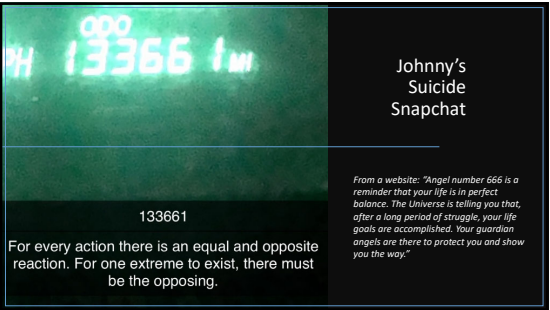 ODO
PH 133661 MI
133661
For every action there is an equal and opposite
reaction. For one extreme to exist, there must
be the opposing.
Johnny's
Suicide
Snapchat
From a website: "Angel number 666 is a
reminder that your life is in perfect
balance. The Universe is telling you that,
after a long period of struggle, your life
goals are accomplished. Your guardian
angels are there to protect you and show
you the way."